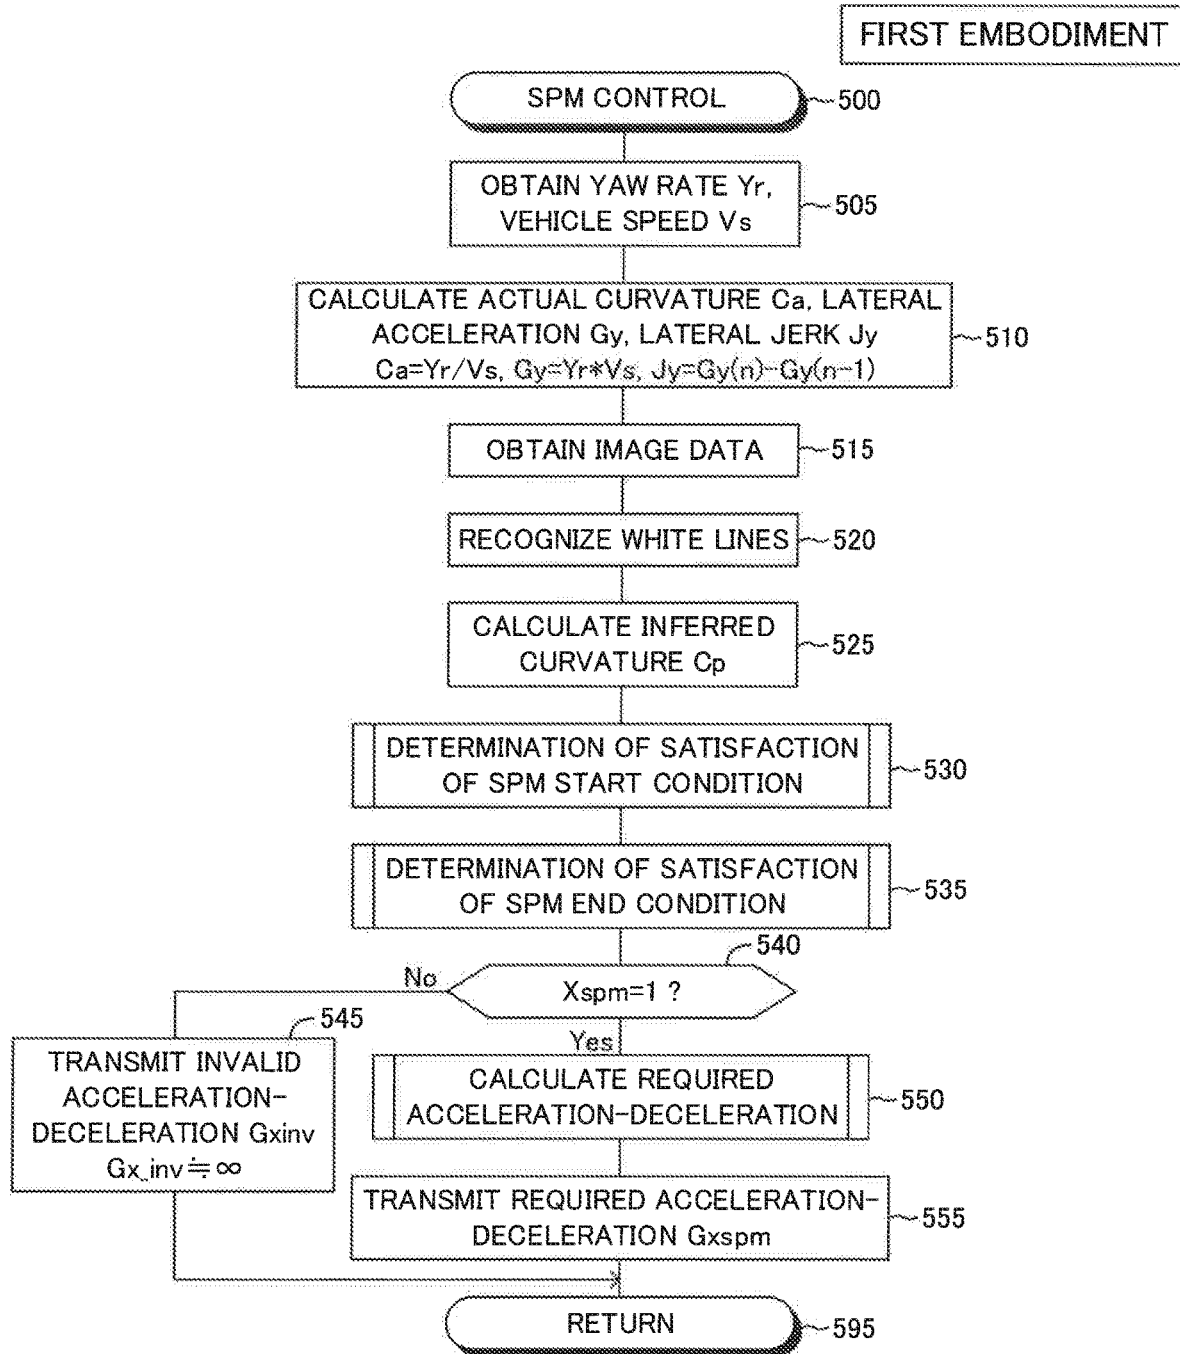 FIRST EMBODIMENT
SPM CONTROL
500
OBTAIN YAW RATE Yr,
VEHICLE SPEED Vs
505
CALCULATE ACTUAL CURVATURE Ca, LATERAL
ACCELERATION Gy, LATERAL JERK Jy
Ca=Yr/Vs, Gy=Yr*Vs, Jy=Gy(n)-Gy(n-1)
510
OBTAIN IMAGE DATA
515
RECOGNIZE WHITE LINES
520
CALCULATE INFERRED
CURVATURE Cp
525
DETERMINATION OF SATISFACTION
OF SPM START CONDITION
530
DETERMINATION OF SATISFACTION
OF SPM END CONDITION
535
540
Xspm=1 ?
No
Yes
545
TRANSMIT INVALID
ACCELERATION-
DECELERATION Gxinv
Gx_inv≒∞
CALCULATE REQUIRED
ACCELERATION-DECELERATION
550
TRANSMIT REQUIRED ACCELERATION-
DECELERATION Gxspm
555
RETURN
595